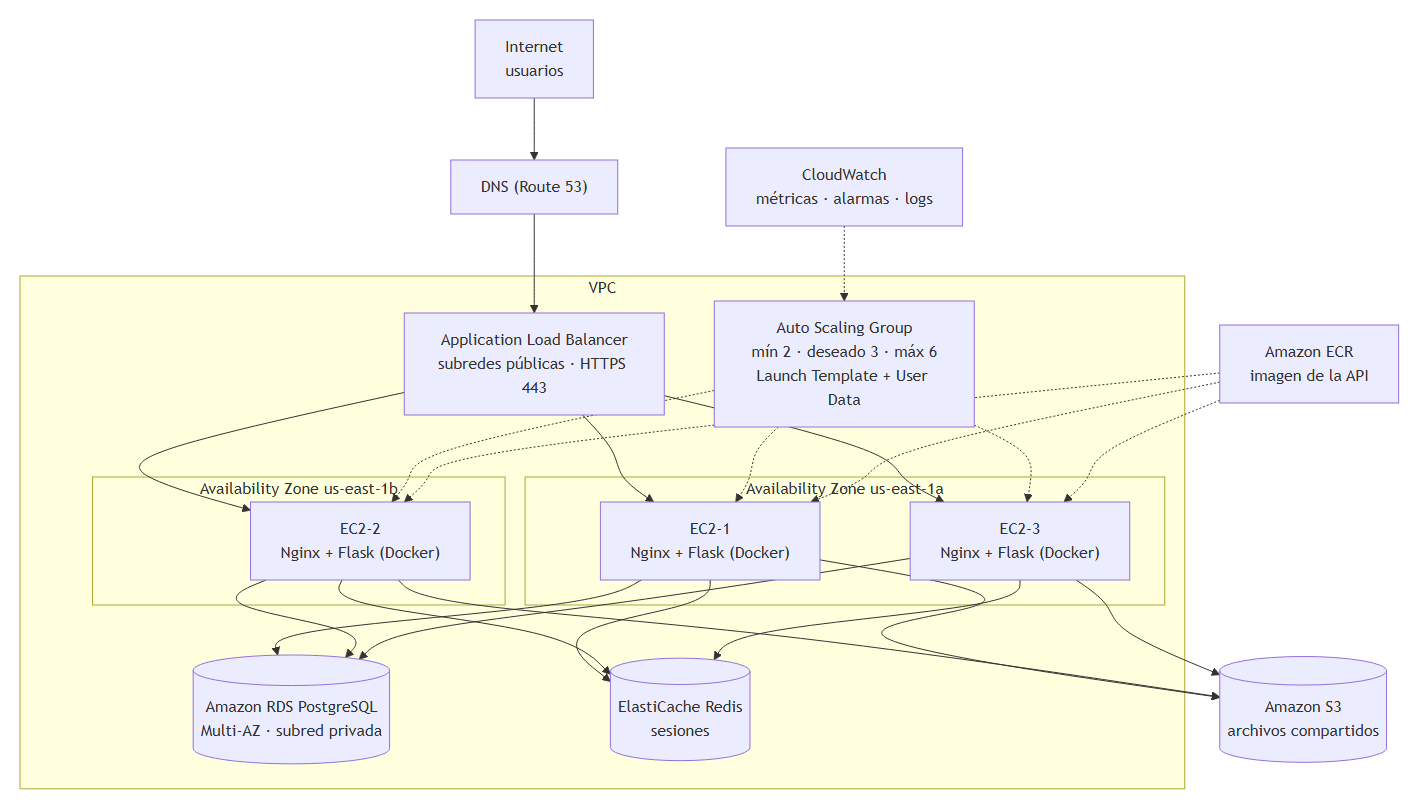 Internet
usuarios
DNS (Route 53)
CloudWatch
métricas · alarmas · logs
VPC
Application Load Balancer
subredes públicas · HTTPS
443
Auto Scaling Group
mín 2 · deseado 3 · máx 6
Launch Template + User
Data
Amazon ECR
imagen de la API
Availability Zone us-east-1b
Availability Zone us-east-1a
EC2-2
Nginx + Flask (Docker)
EC2-1
Nginx + Flask (Docker)
EC2-3
Nginx + Flask (Docker)
Amazon RDS PostgreSQL
Multi-AZ · subred privada
ElastiCache Redis
sesiones
Amazon S3
archivos compartidos